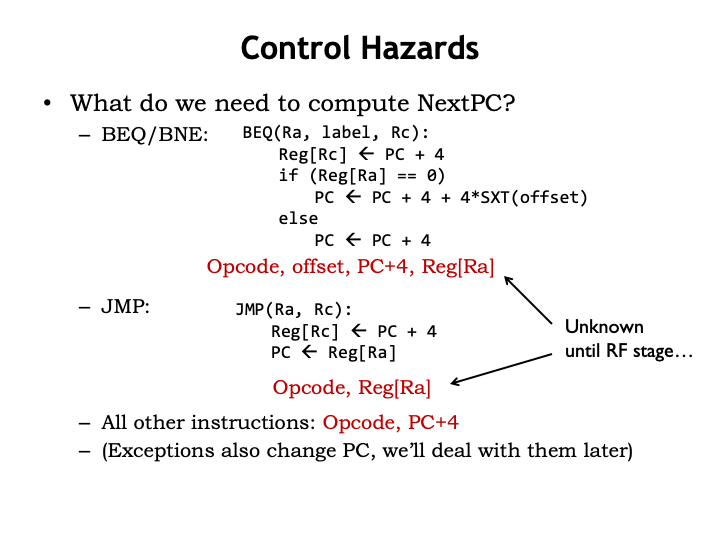 Control Hazards
• What do we need to compute NextPC?
– BEQ/BNE:
BEQ(Ra, label, Rc):
Reg[Rc] ← PC + 4
if (Reg[Ra] == 0)
PC ← PC + 4 + 4*SXT(offset)
else
PC ← PC + 4
Opcode, offset, PC+4, Reg[Ra]
– JMP:
JMP(Ra, Rc):
Reg[Rc] ← PC + 4
PC ← Reg[Ra]
Opcode, Reg[Ra]
Unknown
until RF stage…
– All other instructions: Opcode, PC+4
– (Exceptions also change PC, we’ll deal with them later)